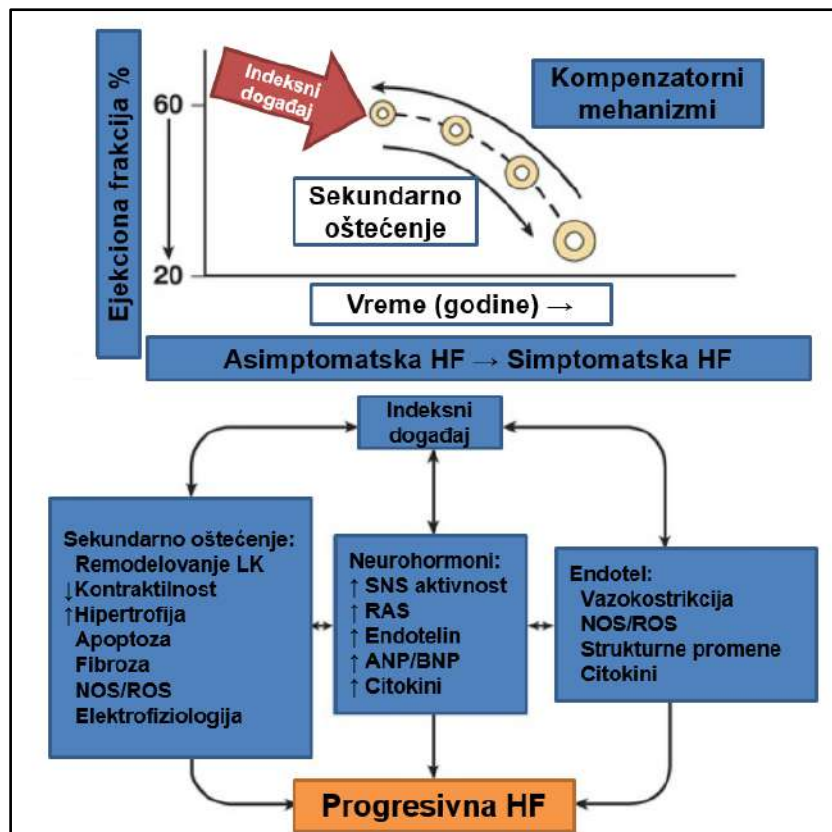 Ejekciona frakcija %
60
20
Indeksni
događaj
Kompenzatorni
mehanizmi
Sekundarno
oštećenje
Vreme (godine) →
Asimptomatska HF → Simptomatska HF
Indeksni
događaj
Sekundarno oštećenje:
Remodelovanje LK
↓Kontraktilnost
↑Hipertrofija
Apoptoza
Fibroza
NOS/ROS
Elektrofiziologija
Neurohormoni:
↑ SNS aktivnost
↑ RAS
↑ Endotelin
↑ ANP/BNP
↑ Citokini
Endotel:
Vazokostrikcija
NOS/ROS
Strukturne promene
Citokini
Progresivna HF